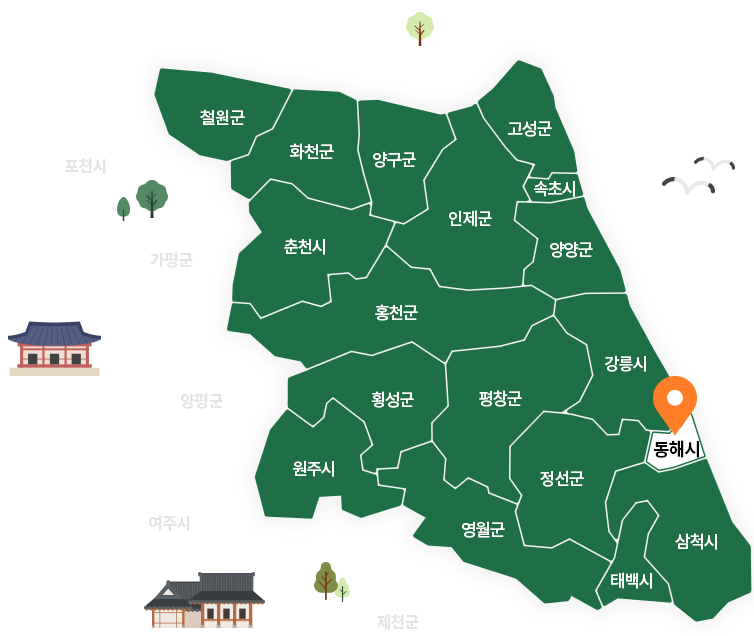 철원군
고성군
화천군
양구군
포천시
속초시
인제군
춘천시
양양군
가평군
홍천군
강릉시
횡성군
평창군
양평군
동해시
원주시
정선군
여주시
영월군
삼척시
태백시
제천군